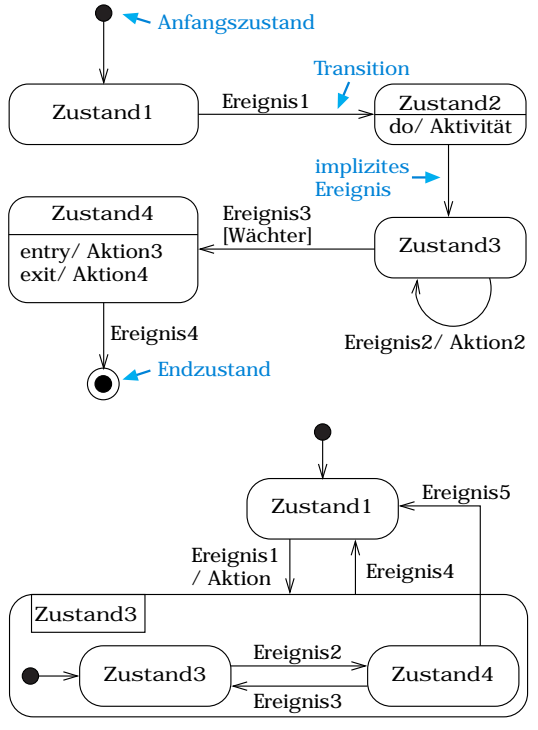 Anfangszustand
Transition
Zustand1
Ereignis1
Zustand2
do/ Aktivität
implizites
Ereignis
Zustand4
entry/ Aktion3
exit/ Aktion4
Ereignis3
[Wächter]
Zustand3
Ereignis2/ Aktion2
Ereignis4
Endzustand
Zustand1
Ereignis5
Ereignis1
/ Aktion
Ereignis4
Zustand3
Zustand3
Ereignis2
Zustand4
Ereignis3